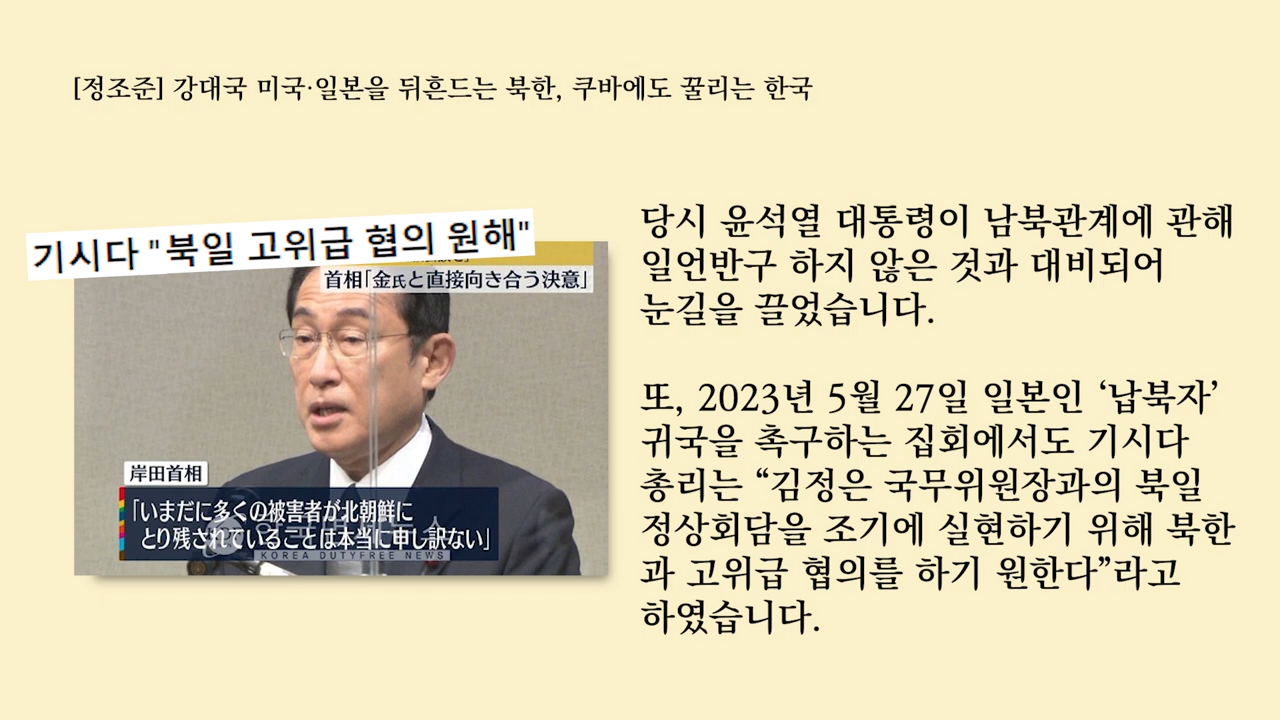 [정조준] 강대국 미국·일본을 뒤흔드는 북한, 쿠바에도 꿀리는 한국
기시다 "북일 고위급 협의 원해"
首相「金氏と直接向き合う決意」
岸田首相
「いまだに多くの被害者が北朝鮮に
とり残されていることは本当に申し訳ない」
KOREA DUTYFREE NEWS
당시 윤석열 대통령이 남북관계에 관해
일언반구 하지 않은 것과 대비되어
눈길을 끌었습니다.
또, 2023년 5월 27일 일본인 ‘납북자’
귀국을 촉구하는 집회에서도 기시다
총리는 “김정은 국무위원장과의 북일
정상회담을 조기에 실현하기 위해 북한
과 고위급 협의를 하기 원한다”라고
하였습니다.